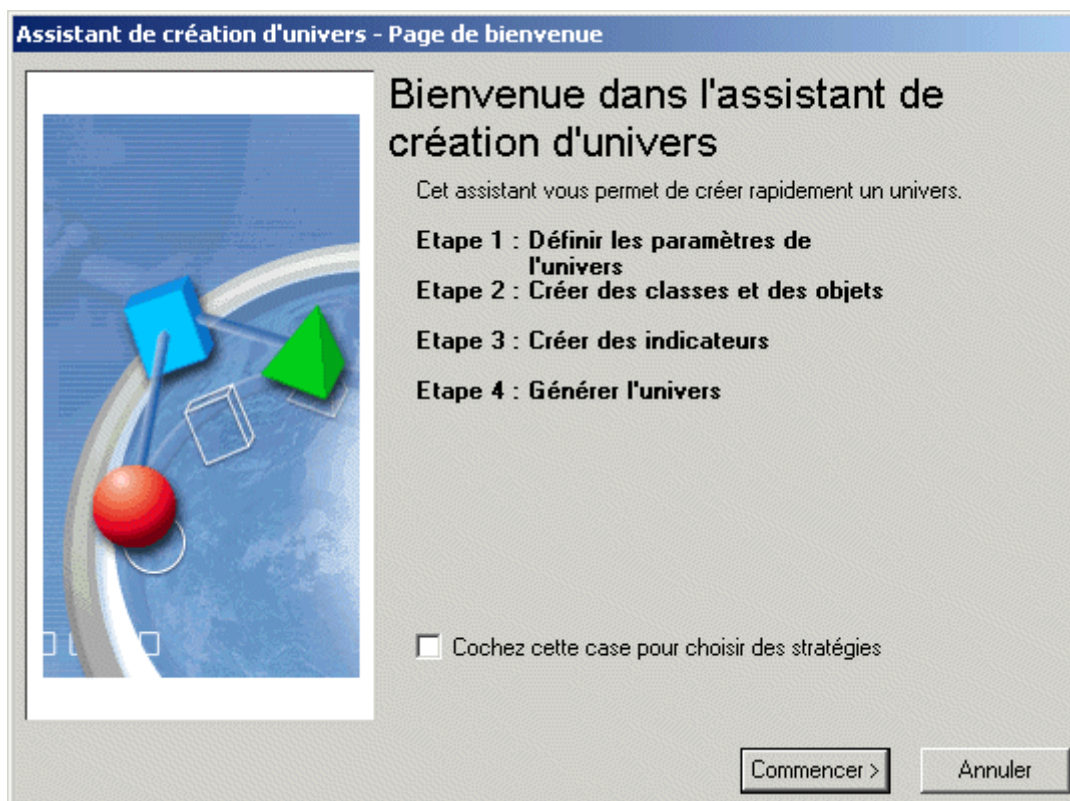 Assistant de création d'univers - Page de bienvenue
Bienvenue dans l'assistant de
création d'univers
Cet assistant vous permet de créer rapidement un univers.
Etape 1 : Définir les paramètres de
l'univers
Etape 2 : Créer des classes et des objets
Etape 3 : Créer des indicateurs
Etape 4 : Générer l'univers
Cochez cette case pour choisir des stratégies
Commencer > Annuler